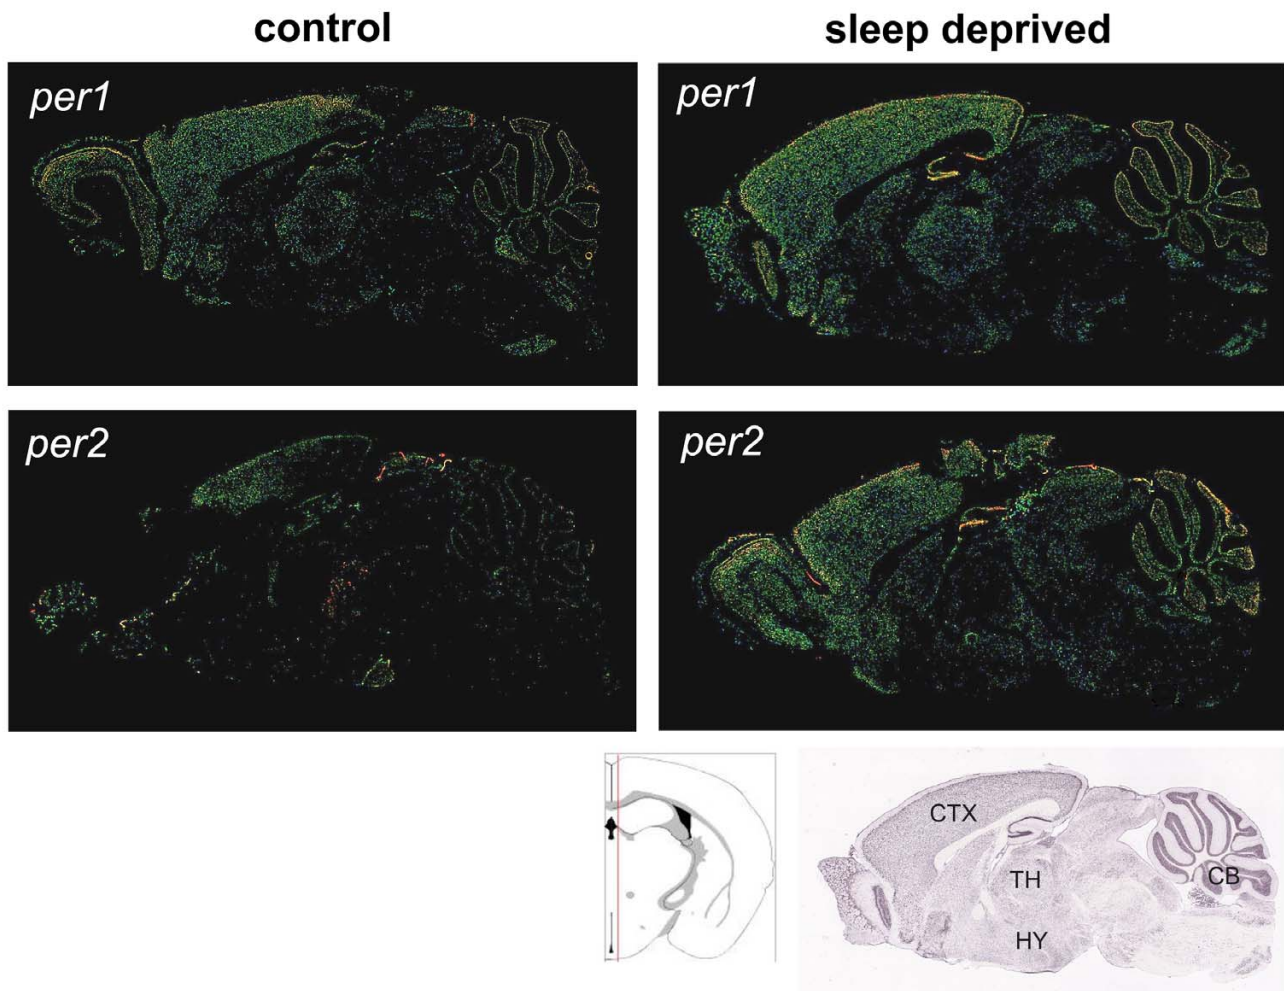 control
sleep deprived
per1
per1
per2
per2
CTX
TH
CB
HY